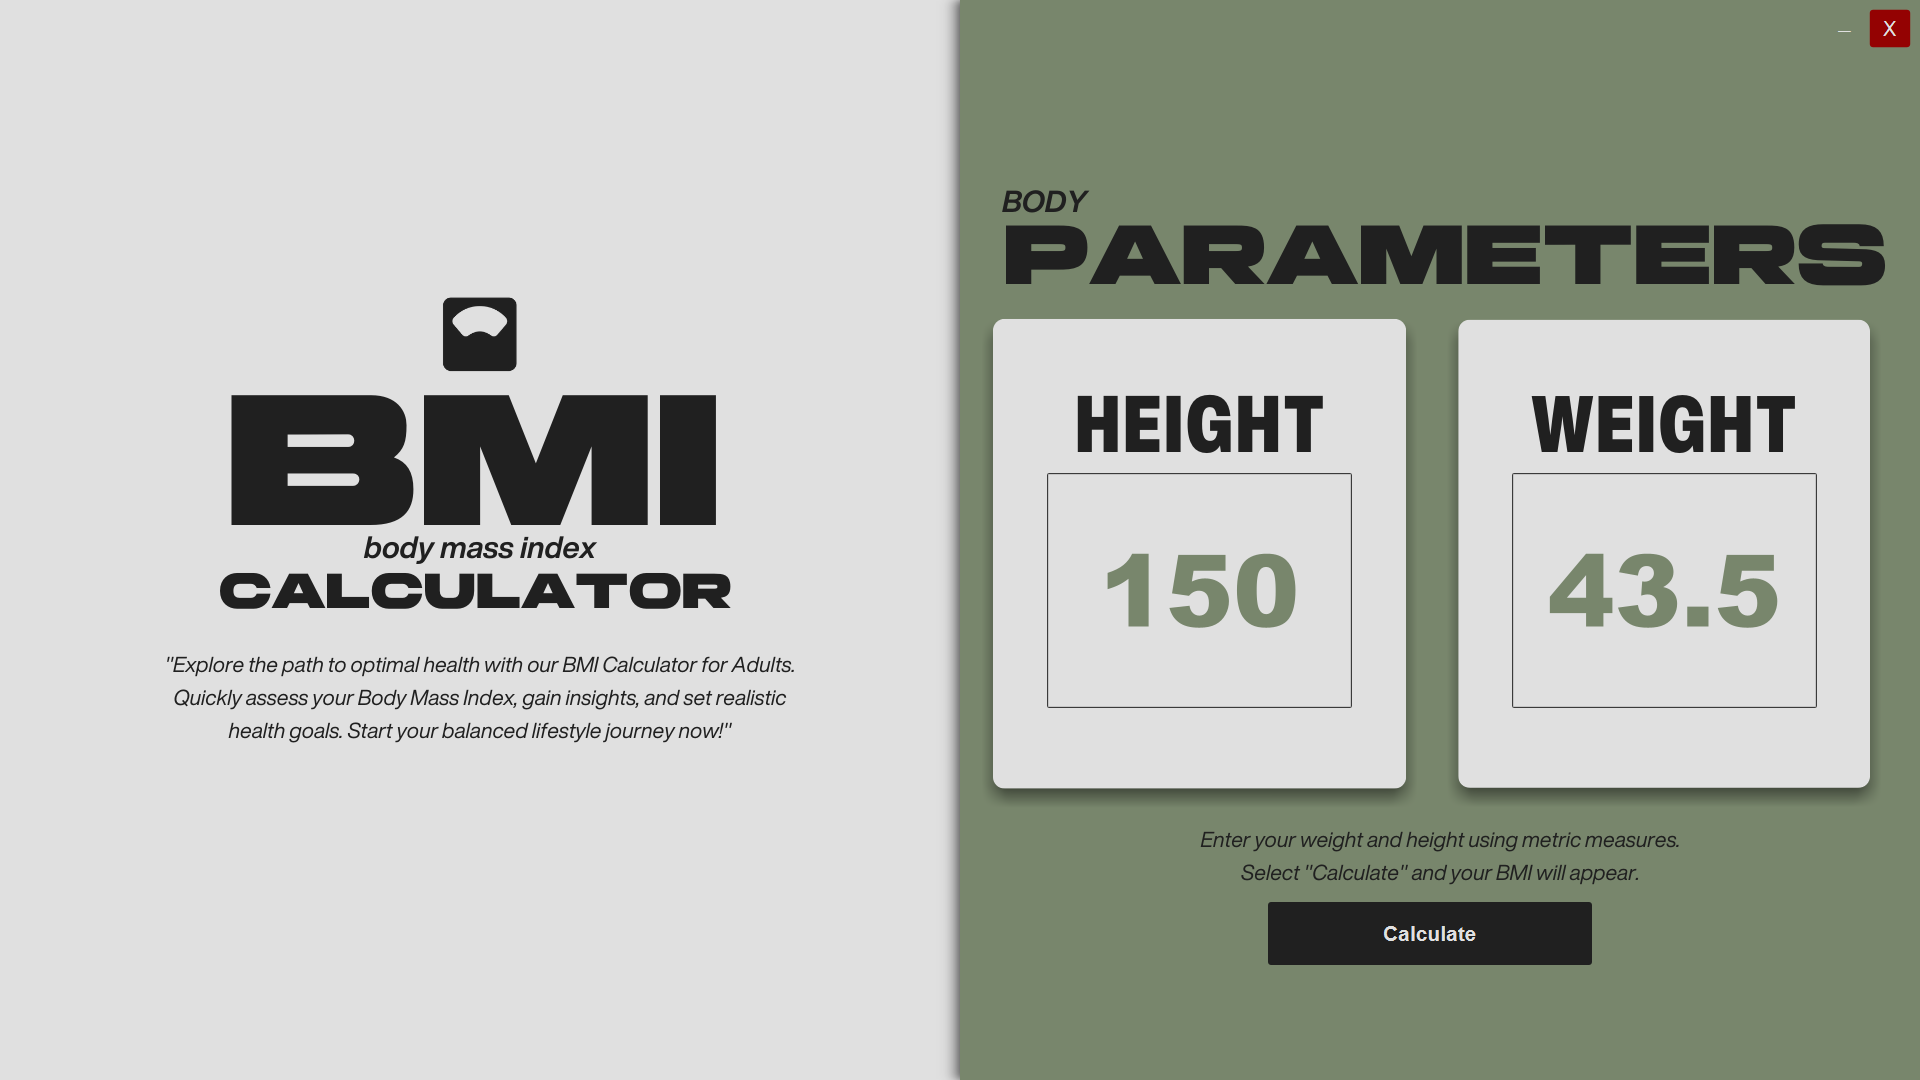 BMI
body mass index
CALCULATOR
"Explore the path to optimal health with our BMI Calculator for Adults.
Quickly assess your Body Mass Index, gain insights, and set realistic
health goals. Start your balanced lifestyle journey now!"
_ X
BODY
PARAMETERS
HEIGHT
150
WEIGHT
43.5
Enter your weight and height using metric measures.
Select "Calculate" and your BMI will appear.
Calculate